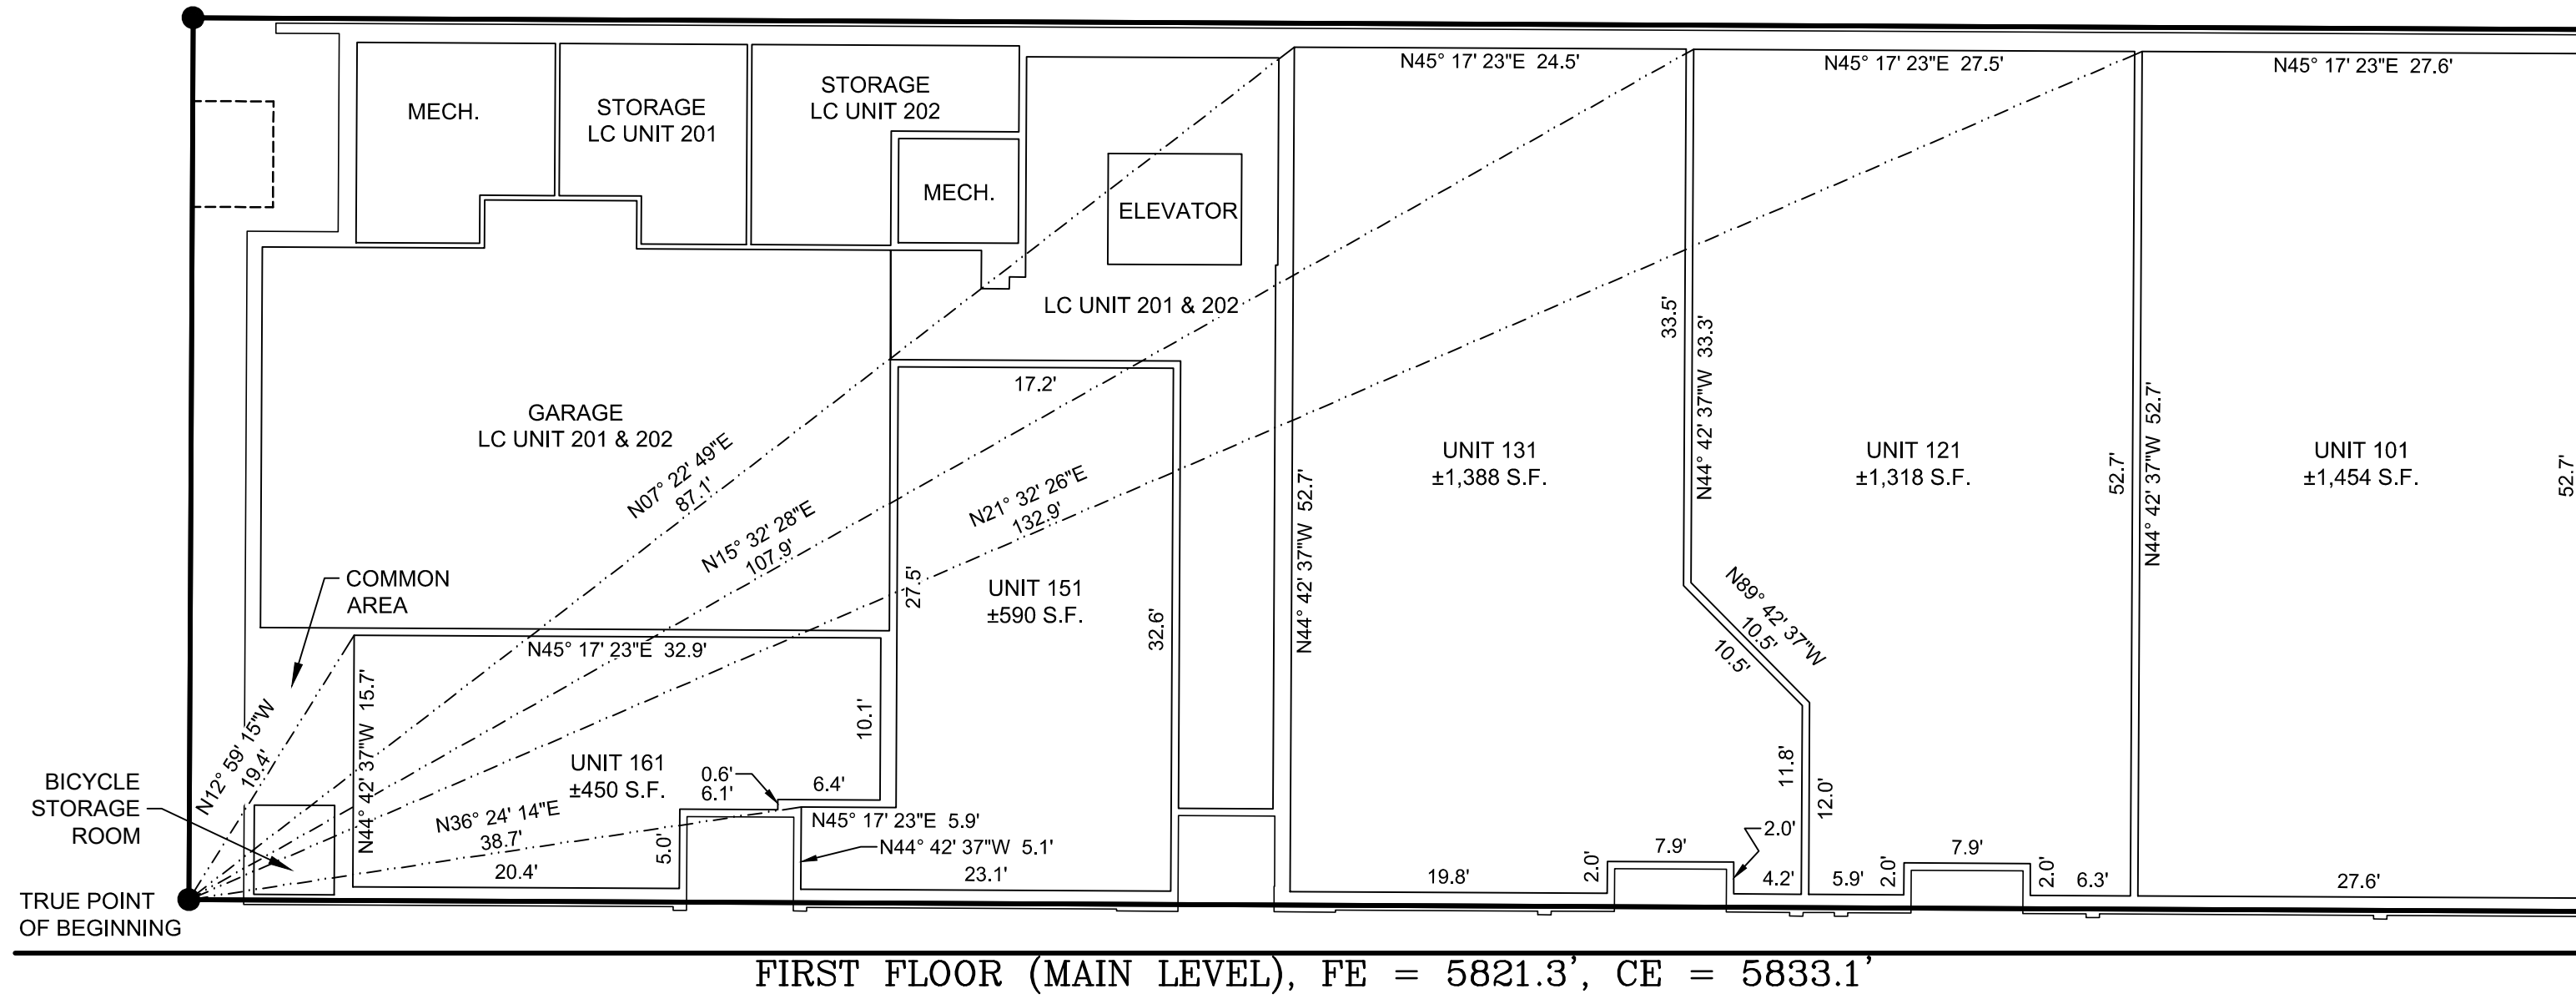 N45° 17' 23"E 24.5'
N45° 17' 23"E 27.5'
N45° 17' 23"E 27.6'
MECH.
STORAGE
LC UNIT 201
STORAGE
LC UNIT 202
MECH.
ELEVATOR
LC UNIT 201 & 202
33.5'
N44° 42' 37"W 33.3'
17.2'
GARAGE
LC UNIT 201 & 202
N07° 22' 49"E
87.1'
N15° 32' 28"E
107.9'
N21° 32' 26"E
132.9'
UNIT 131
±1,388 S.F.
UNIT 121
±1,318 S.F.
UNIT 101
±1,454 S.F.
N44° 42' 37"W 52.7'
52.7'
N44° 42' 37"W 52.7'
52.7'
COMMON
AREA
27.5'
UNIT 151
±590 S.F.
32.6'
N89° 42' 37"W
10.5'
10.5'
N45° 17' 23"E 32.9'
N12° 59' 15"W
19.4'
N44° 42' 37"W 15.7'
10.1'
UNIT 161
±450 S.F.
0.6'
6.1'
6.4'
11.8'
12.0'
BICYCLE
STORAGE
ROOM
N36° 24' 14"E
38.7'
5.0'
N45° 17' 23"E 5.9'
N44° 42' 37"W 5.1'
20.4'
23.1'
19.8'
2.0'
7.9'
2.0'
4.2'
5.9'
2.0'
7.9'
2.0'
6.3'
27.6'
TRUE POINT
OF BEGINNING
FIRST FLOOR (MAIN LEVEL), FE = 5821.3', CE = 5833.1'